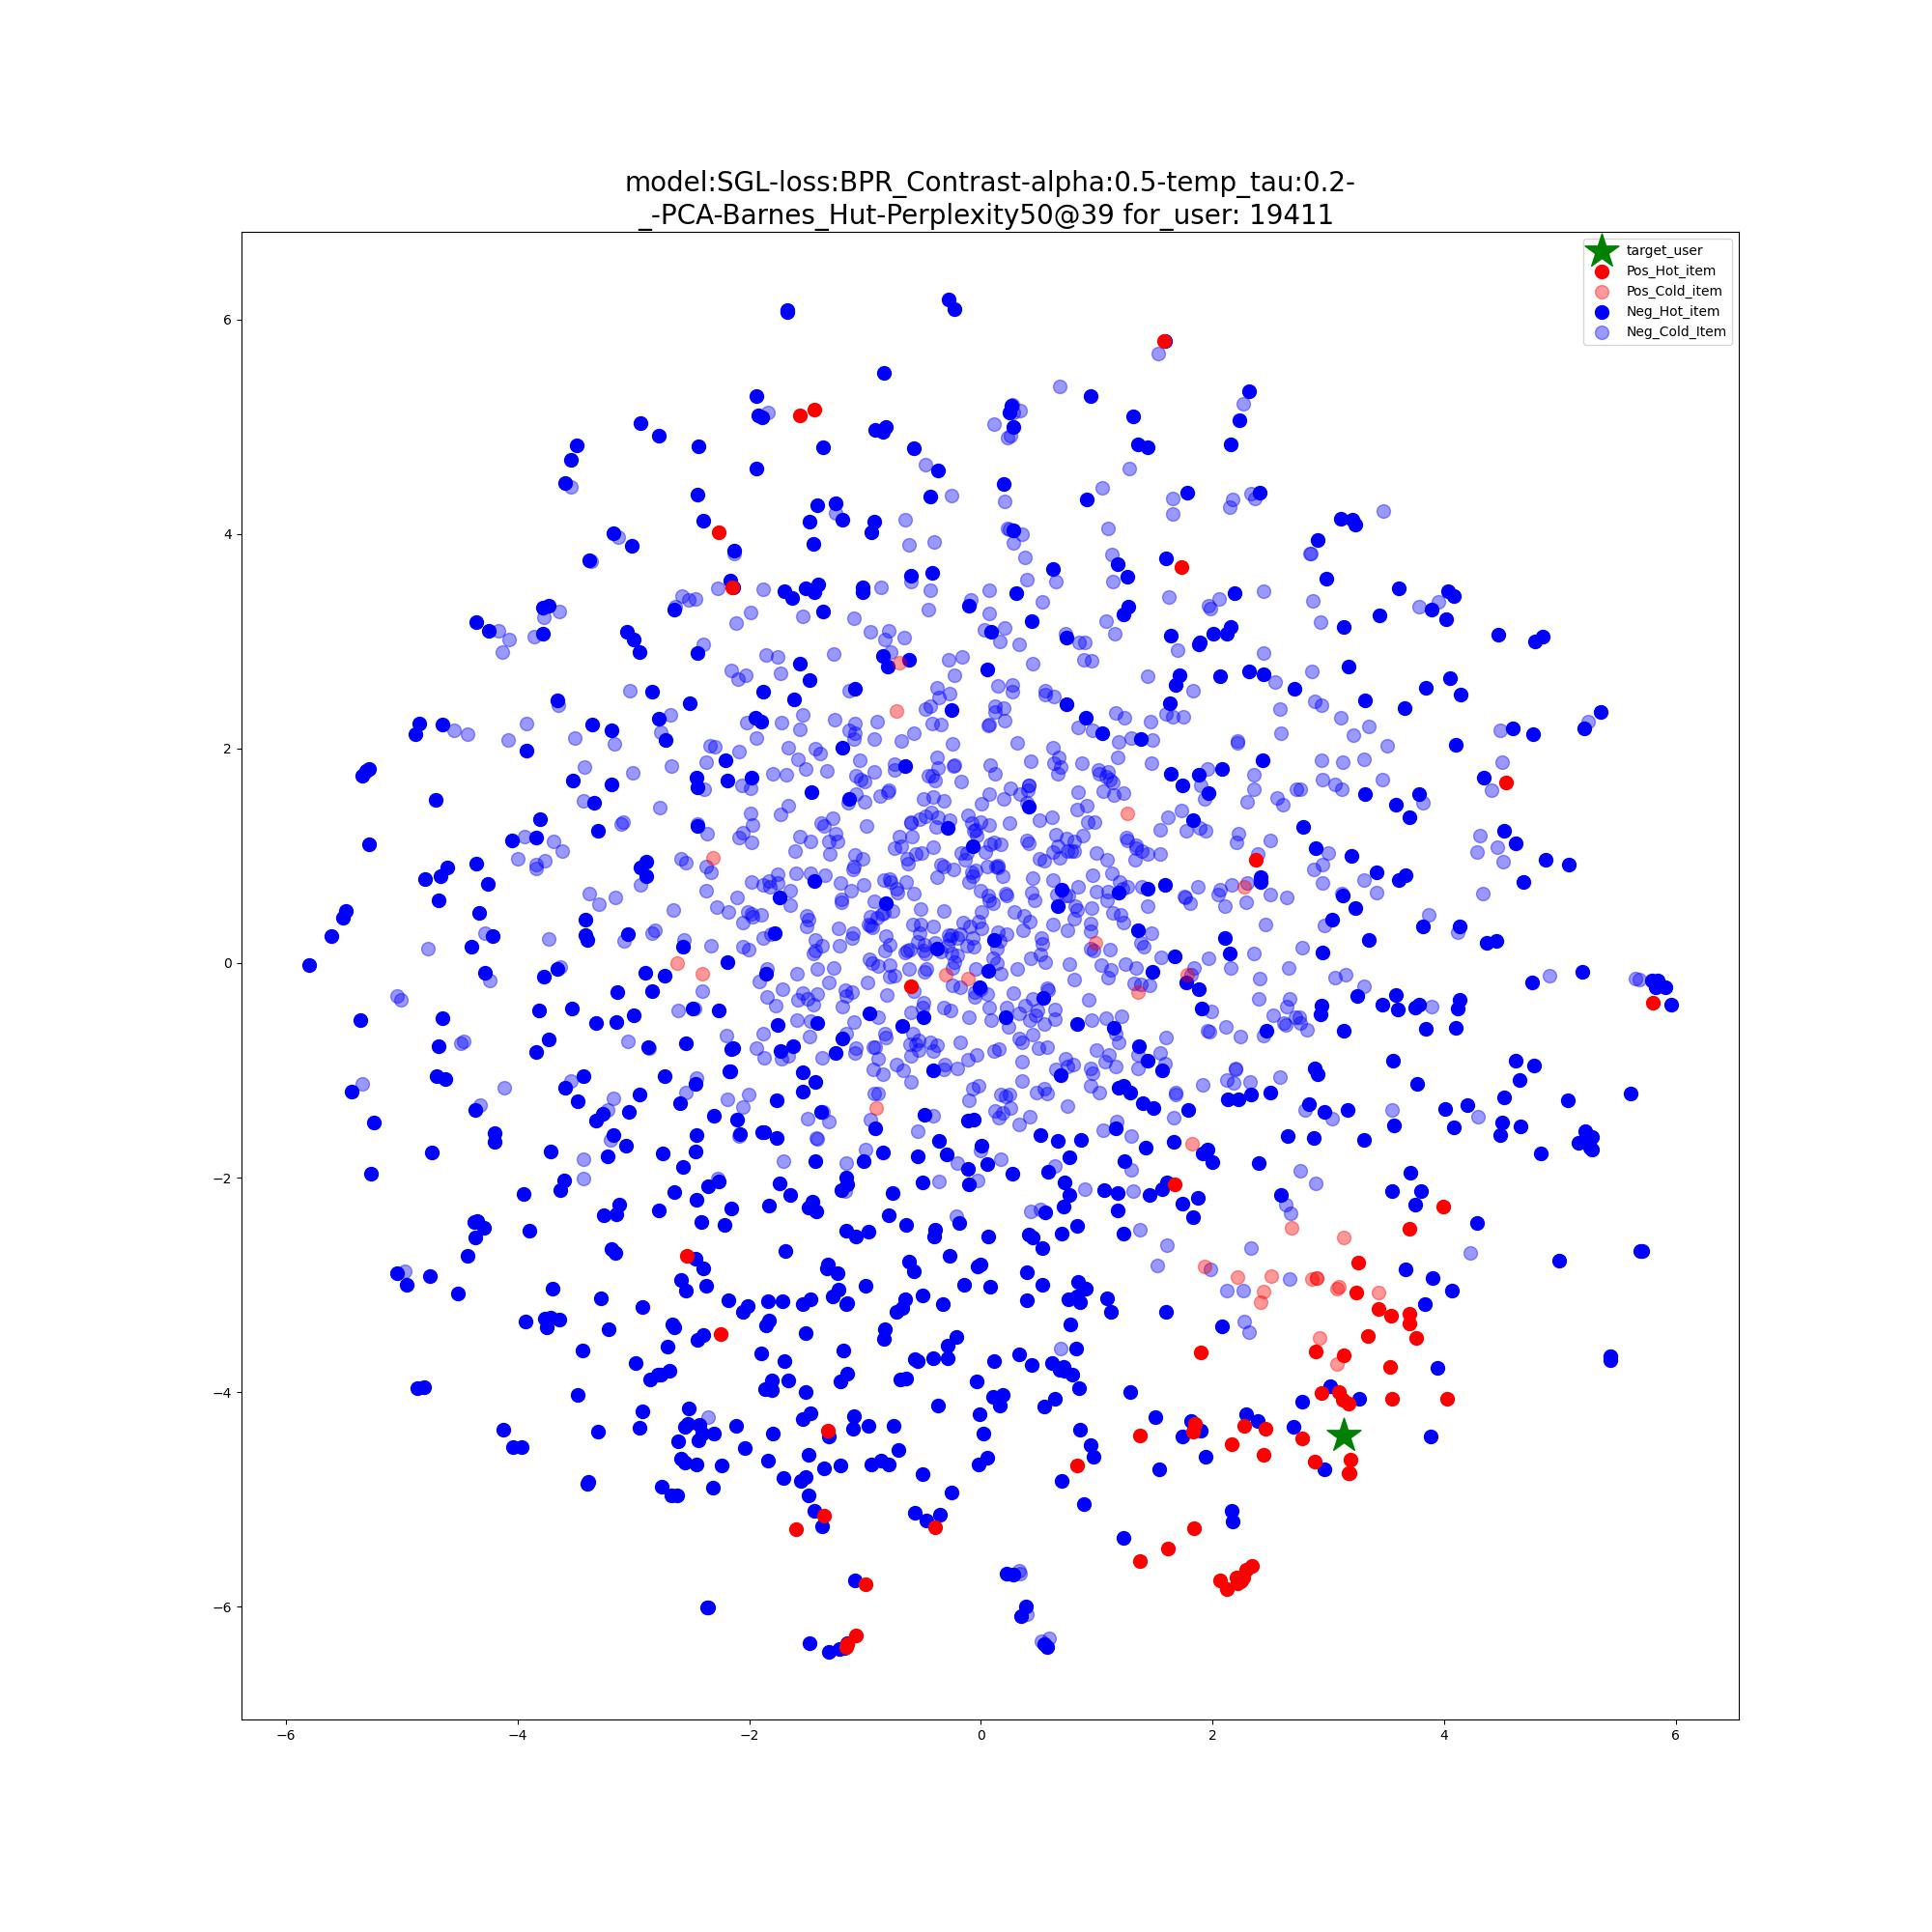 model:SGL-loss:BPR_Contrast-alpha:0.5-temp_tau:0.2-
_-PCA-Barnes_Hut-Perplexity50@39 for_user: 19411
target_user
Pos_Hot_item
Pos_Cold_item
Neg_Hot_item
Neg_Cold_Item
6
4
2
0
−2
−4
−6
−6 −4 −2 0 2 4 6